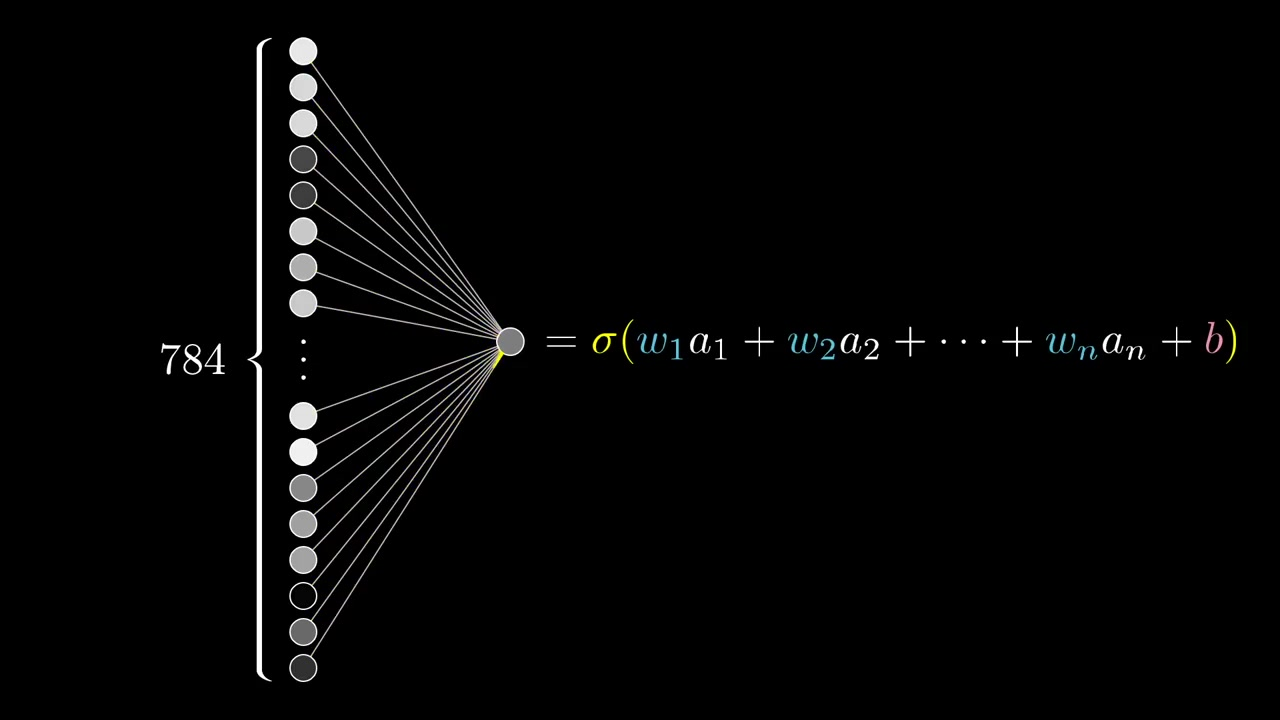 784
= σ(w₁a₁ + w₂a₂ + ⋯ + wₙaₙ + b)